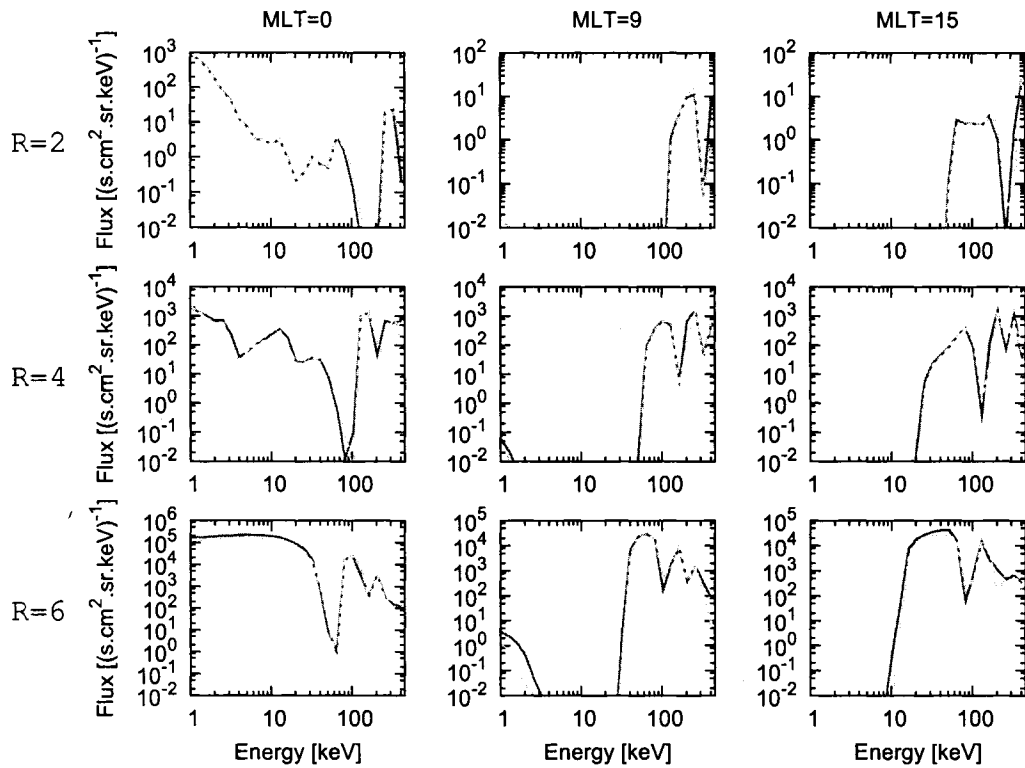 MLT=0 MLT=9 MLT=15
R=2
Flux [(s.cm².sr.keV)⁻¹]
10³ 10² 10¹ 10⁰ 10⁻¹ 10⁻²
1 10 100
10² 10¹ 10⁰ 10⁻¹ 10⁻²
1 10 100
10² 10¹ 10⁰ 10⁻¹ 10⁻²
1 10 100
R=4
Flux [(s.cm².sr.keV)⁻¹]
10⁴ 10³ 10² 10¹ 10⁰ 10⁻¹ 10⁻²
1 10 100
10⁴ 10³ 10² 10¹ 10⁰ 10⁻¹ 10⁻²
1 10 100
10⁴ 10³ 10² 10¹ 10⁰ 10⁻¹ 10⁻²
1 10 100
R=6
Flux [(s.cm².sr.keV)⁻¹]
10⁶ 10⁵ 10⁴ 10³ 10² 10¹ 10⁰ 10⁻¹ 10⁻²
1 10 100
Energy [keV]
10⁵ 10⁴ 10³ 10² 10¹ 10⁰ 10⁻¹ 10⁻²
1 10 100
Energy [keV]
10⁵ 10⁴ 10³ 10² 10¹ 10⁰ 10⁻¹ 10⁻²
1 10 100
Energy [keV]